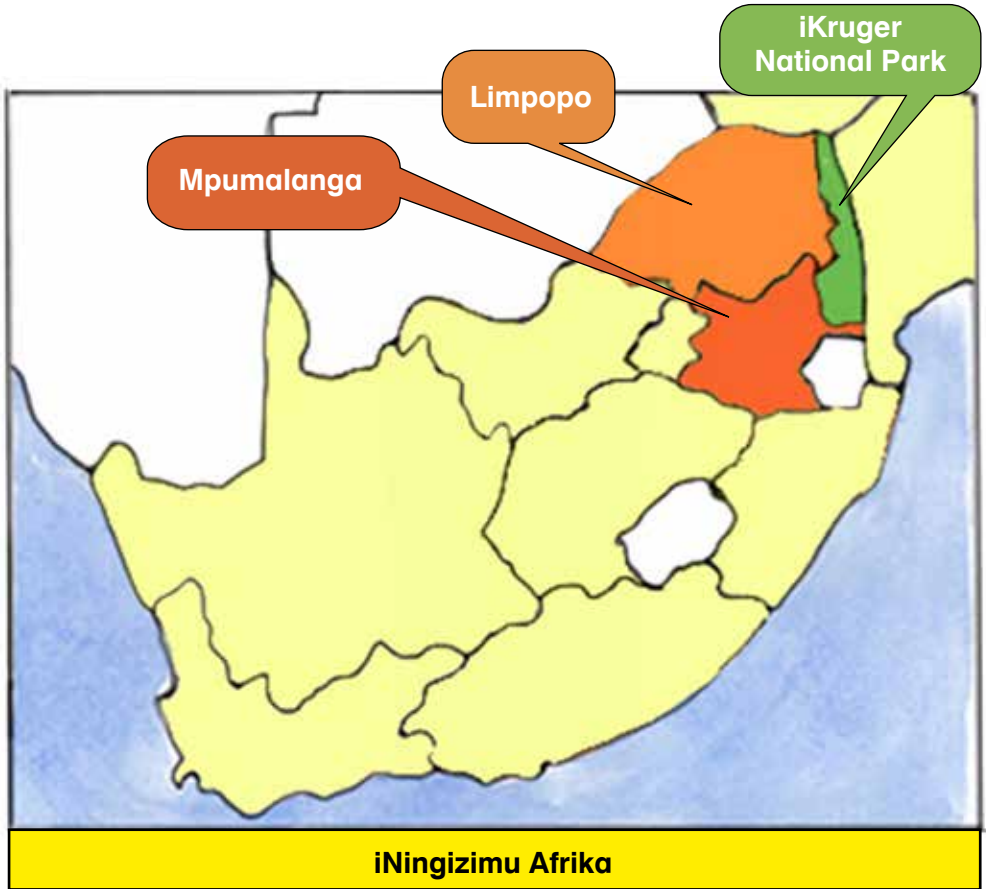 iKruger
National Park
Limpopo
Mpumalanga
iNingizimu Afrika